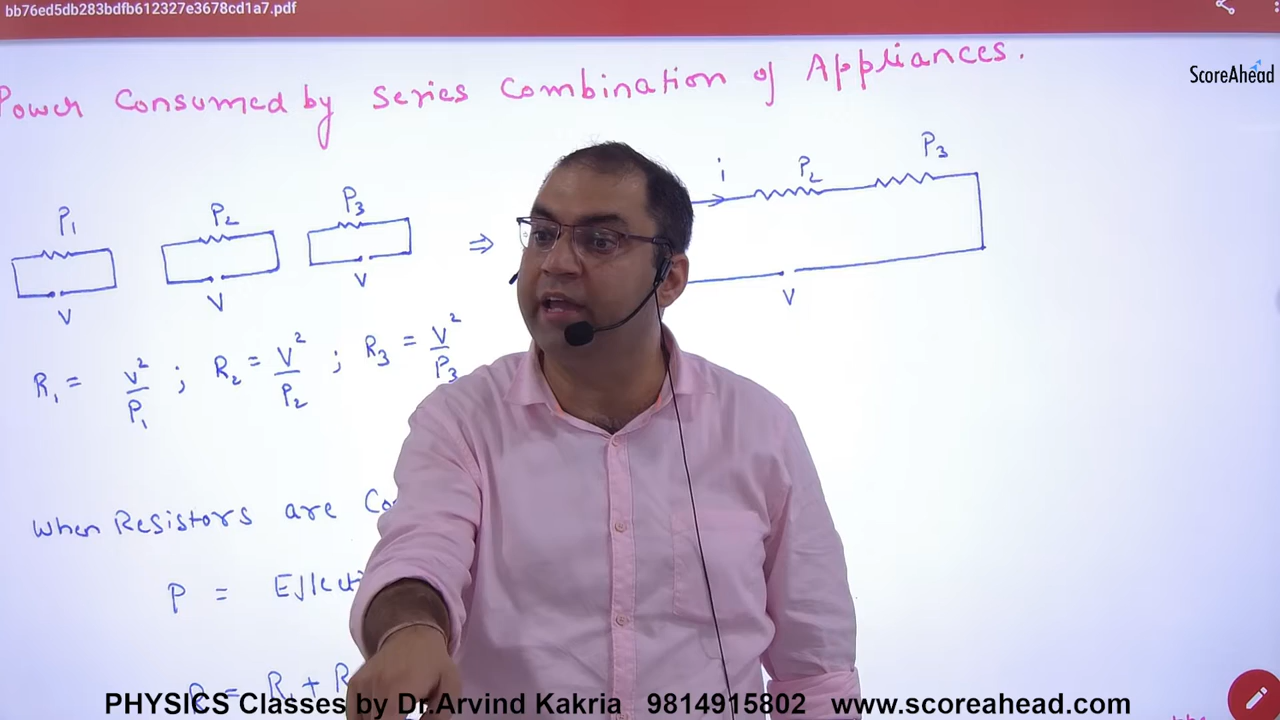 bb76ed5db283bdfb612327e3678cd1a7.pdf
ScoreAhead
Power Consumed by Series Combination of Appliances.
P1 P2 P3 ⇒ i P2 P3
V V V V
R1 = V²/P1 ; R2 = V²/P2 ; R3 = V²/P3
When Resistors are
P =
R = R1 + R
PHYSICS Classes by Dr.Arvind Kakria 9814915802 www.scoreahead.com